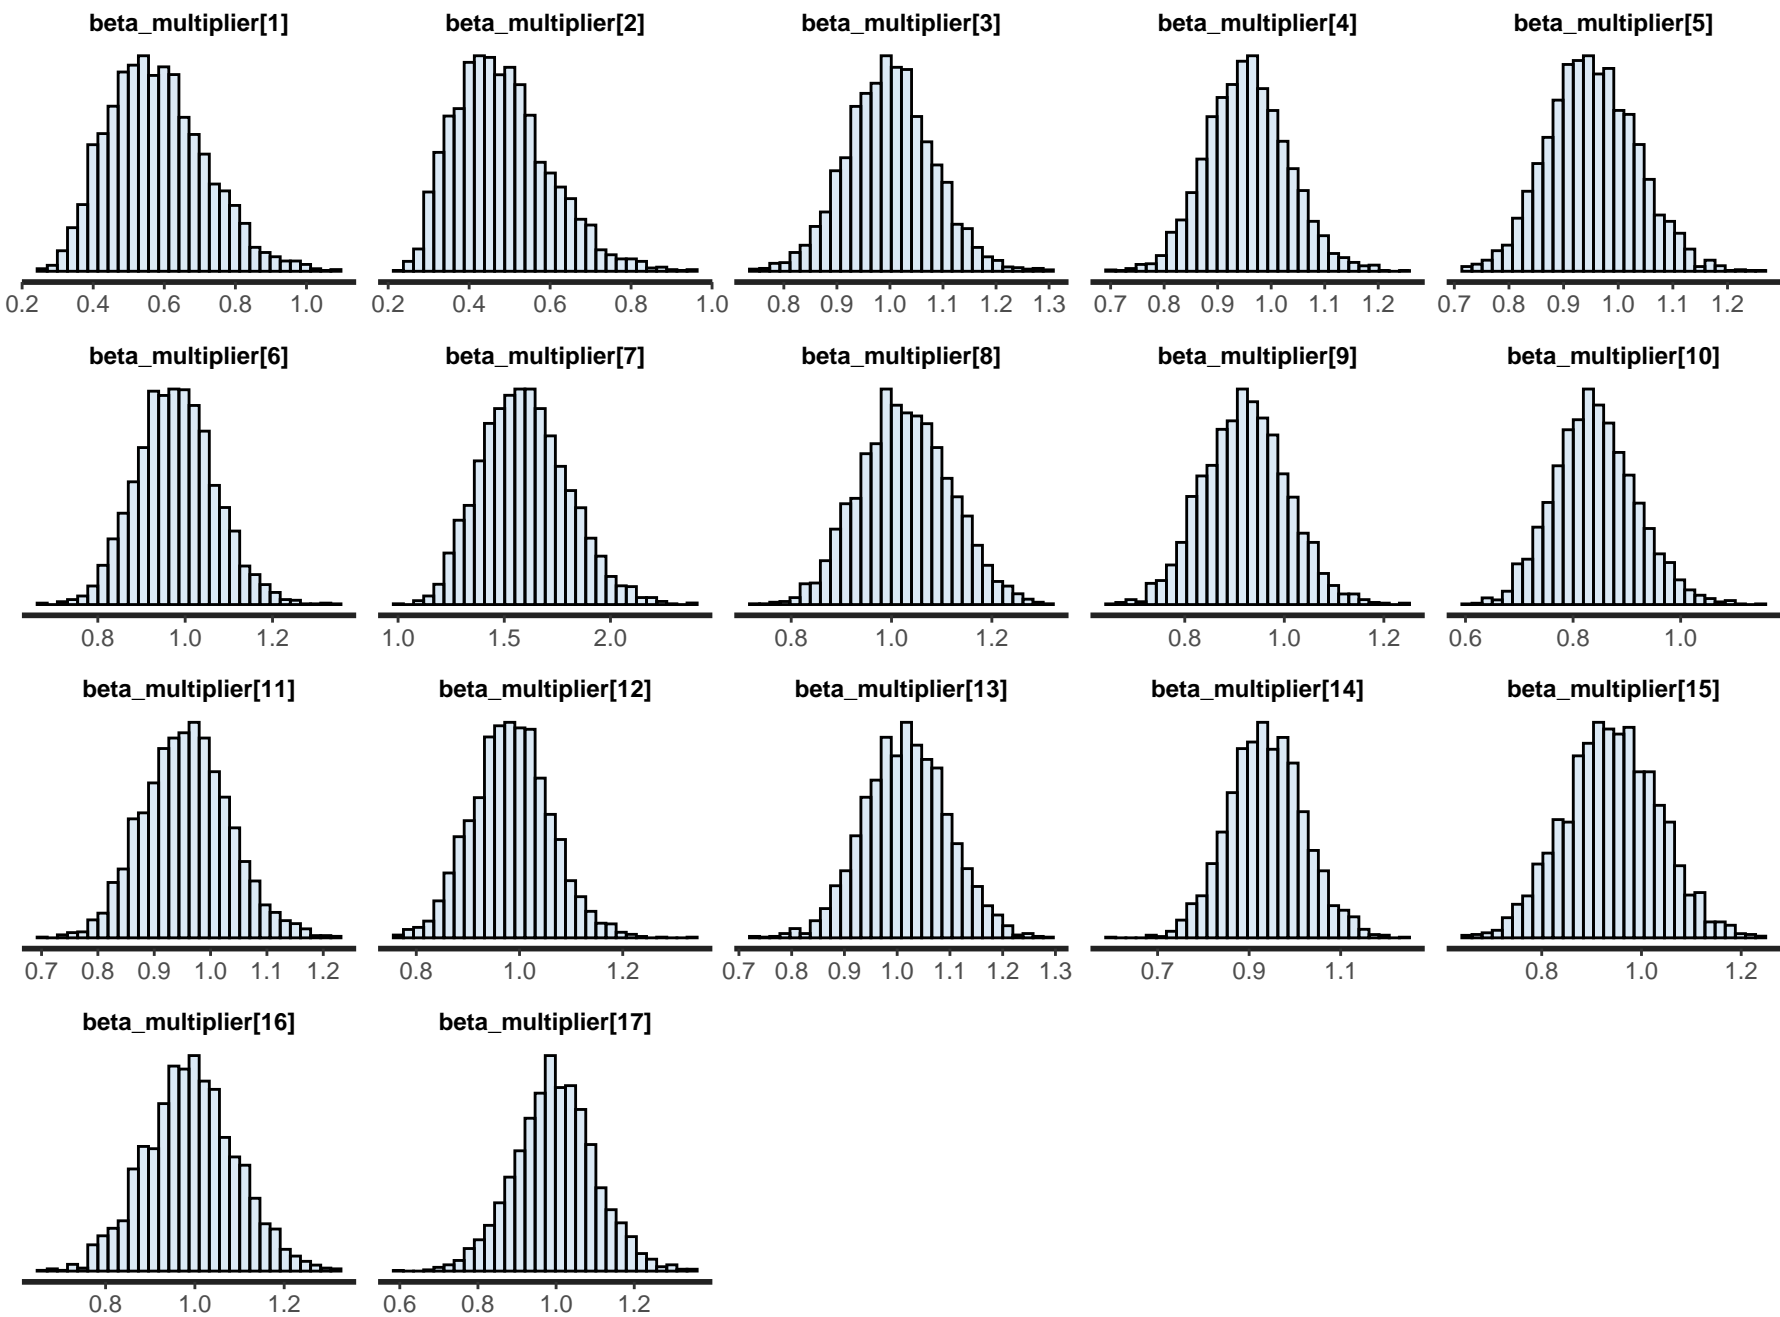 beta_multiplier[1] beta_multiplier[2] beta_multiplier[3] beta_multiplier[4] beta_multiplier[5]
0.2 0.4 0.6 0.8 1.0 0.2 0.4 0.6 0.8 1.0 0.8 0.9 1.0 1.1 1.2 1.3 0.7 0.8 0.9 1.0 1.1 1.2 0.7 0.8 0.9 1.0 1.1 1.2
beta_multiplier[6] beta_multiplier[7] beta_multiplier[8] beta_multiplier[9] beta_multiplier[10]
0.8 1.0 1.2 1.0 1.5 2.0 0.8 1.0 1.2 0.8 1.0 1.2 0.6 0.8 1.0
beta_multiplier[11] beta_multiplier[12] beta_multiplier[13] beta_multiplier[14] beta_multiplier[15]
0.7 0.8 0.9 1.0 1.1 1.2 0.8 1.0 1.2 0.7 0.8 0.9 1.0 1.1 1.2 1.3 0.7 0.9 1.1 0.8 1.0 1.2
beta_multiplier[16] beta_multiplier[17]
0.8 1.0 1.2 0.6 0.8 1.0 1.2